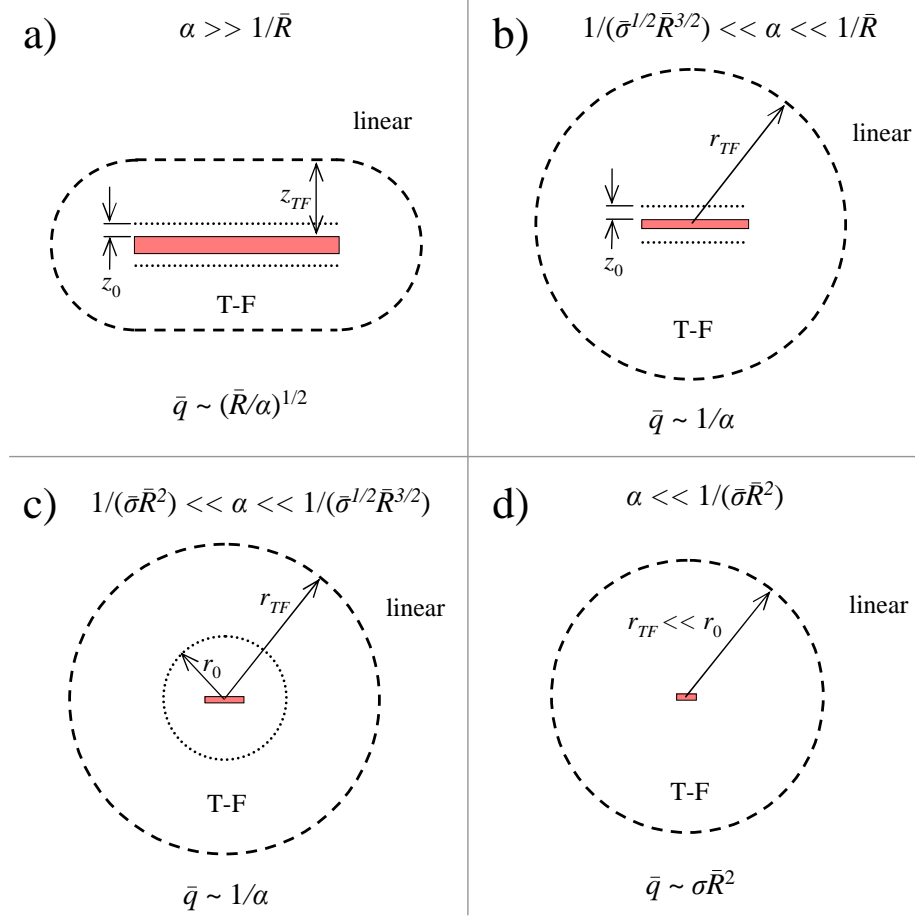 a)
α >> 1/R̄
linear
z_TF
z_0
T-F
q̄ ~ (R̄/α)^{1/2}
b)
1/(σ̄^{1/2}R̄^{3/2}) << α << 1/R̄
linear
r_TF
z_0
T-F
q̄ ~ 1/α
c)
1/(σ̄R̄²) << α << 1/(σ̄^{1/2}R̄^{3/2})
linear
r_TF
r_0
T-F
q̄ ~ 1/α
d)
α << 1/(σ̄R̄²)
linear
r_TF << r_0
T-F
q̄ ~ σR̄²